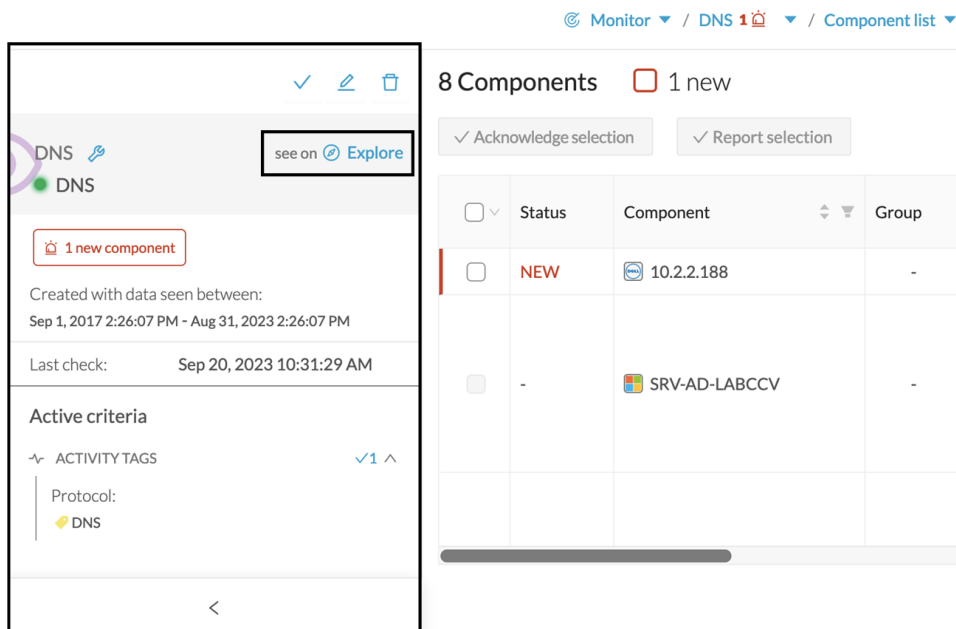 Monitor / DNS 1 / Component list
DNS
see on Explore
DNS
1 new component
Created with data seen between:
Sep 1, 2017 2:26:07 PM - Aug 31, 2023 2:26:07 PM
Last check: Sep 20, 2023 10:31:29 AM
Active criteria
ACTIVITY TAGS 1
Protocol:
DNS
8 Components 1 new
Acknowledge selection Report selection
Status Component Group
NEW DELL 10.2.2.188 -
- SRV-AD-LABCCV -